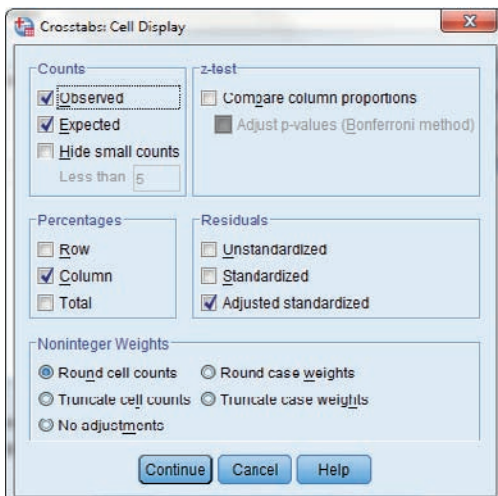 Crosstabs: Cell Display
Counts
Observed
Expected
Hide small counts
Less than 5
z-test
Compare column proportions
Adjust p-values (Bonferroni method)
Percentages
Row
Column
Total
Residuals
Unstandardized
Standardized
Adjusted standardized
Noninteger Weights
Round cell counts Round case weights
Truncate cell counts Truncate case weights
No adjustments
Continue Cancel Help